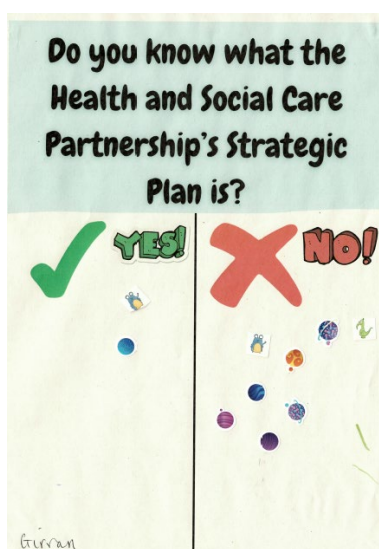 Do you know what the
Health and Social Care
Partnership's Strategic
Plan is?
YES!
NO!
Girvan